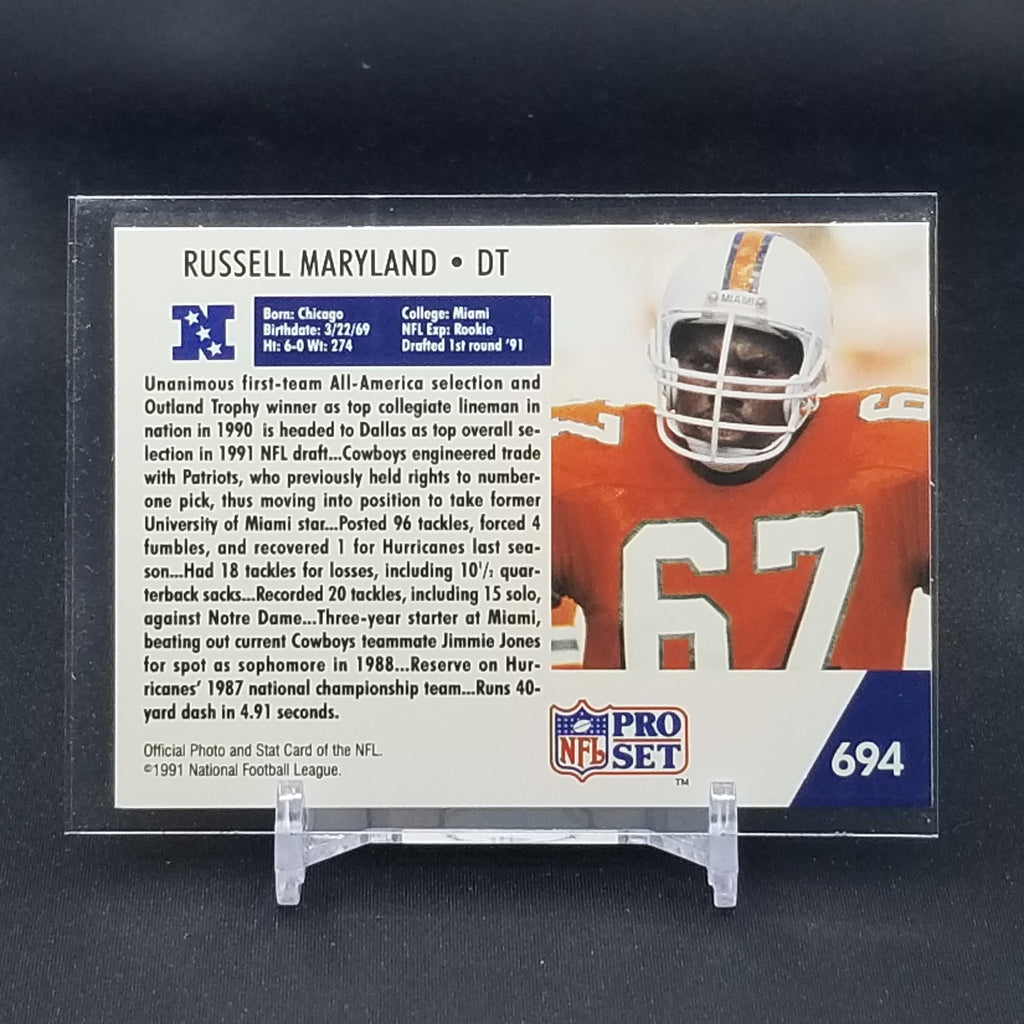 RUSSELL MARYLAND • DT
N
Born: Chicago
Birthdate: 3/22/69
Ht: 6-0 Wt: 274
College: Miami
NFL Exp: Rookie
Drafted 1st round '91
Unanimous first-team All-America selection and
Outland Trophy winner as top collegiate lineman in
nation in 1990 is headed to Dallas as top overall se-
lection in 1991 NFL draft...Cowboys engineered trade
with Patriots, who previously held rights to number-
one pick, thus moving into position to take former
University of Miami star...Posted 96 tackles, forced 4
fumbles, and recovered 1 for Hurricanes last sea-
son...Had 18 tackles for losses, including 10½ quar-
terback sacks...Recorded 20 tackles, including 15 solo,
against Notre Dame...Three-year starter at Miami,
beating out current Cowboys teammate Jimmie Jones
for spot as sophomore in 1988...Reserve on Hur-
ricanes' 1987 national championship team...Runs 40-
yard dash in 4.91 seconds.
Official Photo and Stat Card of the NFL.
©1991 National Football League.
MIAMI
67
67
67
NFL
PRO
SET
™
694